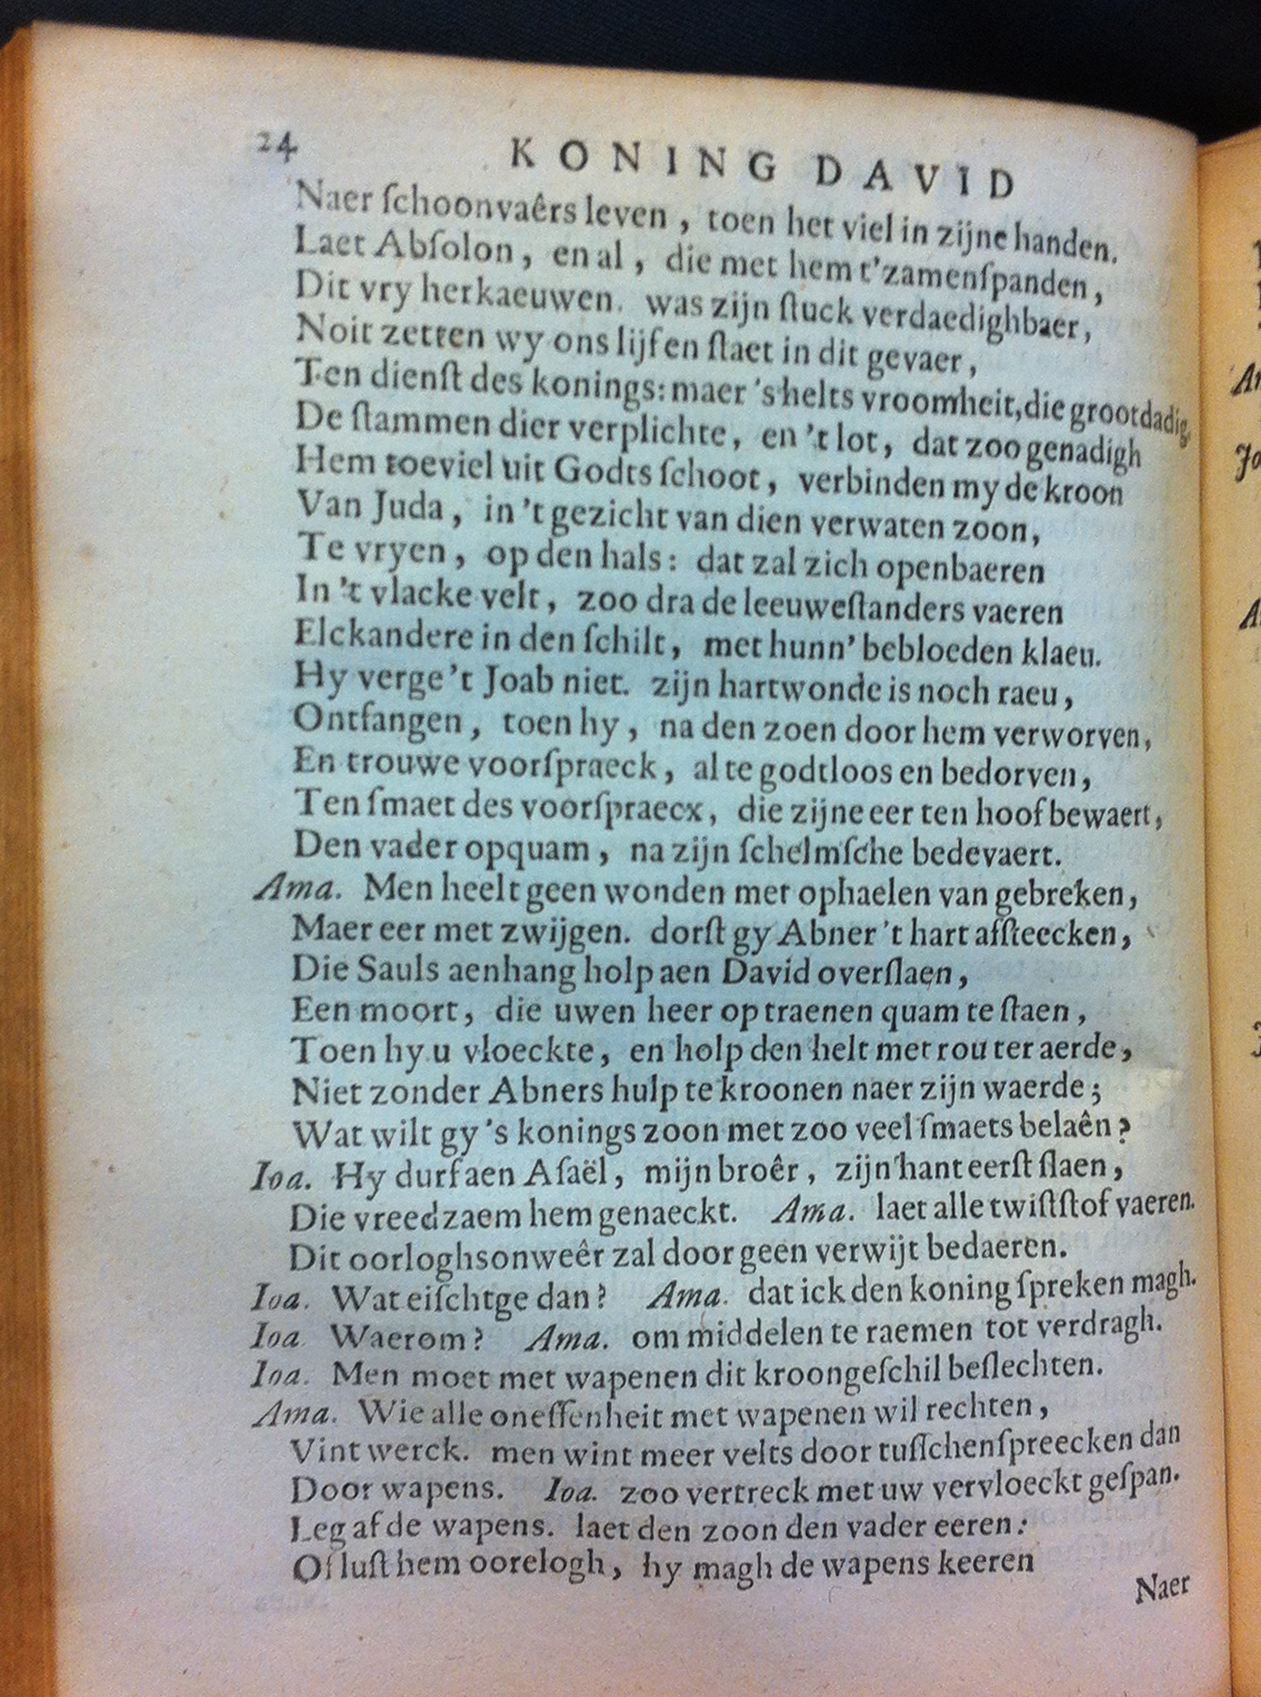 24 KONING DAVID
Naer ſchoonvaêrs leven, toen het viel in zijne handen.
Laet Abſolon, en al, die met hem t'zamenſpanden,
Dit vry herkaeuwen. was zijn ſtuck verdaedighbaer,
Noit zetten wy ons lijf en ſtaet in dit gevaer,
Ten dienſt des konings: maer 's helts vroomheit, die grootdadig
De ſtammen dier verplichte, en 't lot, dat zoo genadigh
Hem toeviel uit Godts ſchoot, verbinden my de kroon
Van Juda, in 't gezicht van dien verwaten zoon,
Te vryen, op den hals: dat zal zich openbaeren
In 't vlacke velt, zoo dra de leeuweſtanders vaeren
Elckandere in den ſchilt, met hunn' bebloeden klaeu.
Hy verge 't Joab niet. zijn hartwonde is noch raeu,
Ontfangen, toen hy, na den zoen door hem verworven,
En trouwe voorſpraeck, al te godtloos en bedorven,
Ten ſmaet des voorſpraecx, die zijne eer ten hoof bewaert,
Den vader opquam, na zijn ſchelmſche bedevaert.
Ama. Men heelt geen wonden met ophaelen van gebreken,
Maer eer met zwijgen. dorſt gy Abner 't hart afſteecken,
Die Sauls aenhang holp aen David overſlaen,
Een moort, die uwen heer op traenen quam te ſtaen,
Toen hy u vloeckte, en holp den helt met rou ter aerde,
Niet zonder Abners hulp te kroonen naer zijn waerde;
Wat wilt gy 's konings zoon met zoo veel ſmaets belaên?
Ioa. Hy durf aen Aſaël, mijn broêr, zijn hant eerſt ſlaen,
Die vreedzaem hem genaeckt. Ama. laet alle twiſtſtof vaeren.
Dit oorloghsonweêr zal door geen verwijt bedaeren.
Ioa. Wat eiſchtge dan? Ama. dat ick den koning ſpreken magh.
Ioa. Waerom? Ama. om middelen te raemen tot verdragh.
Ioa. Men moet met wapenen dit kroongeſchil beſlechten.
Ama. Wie alle oneffenheit met wapenen wil rechten,
Vint werck. men wint meer velts door tuſſchenſpreecken dan
Door wapens. Ioa. zoo vertreck met uw vervloeckt geſpan.
Leg af de wapens. laet den zoon den vader eeren:
Of luſt hem oorelogh, hy magh de wapens keeren
Naer